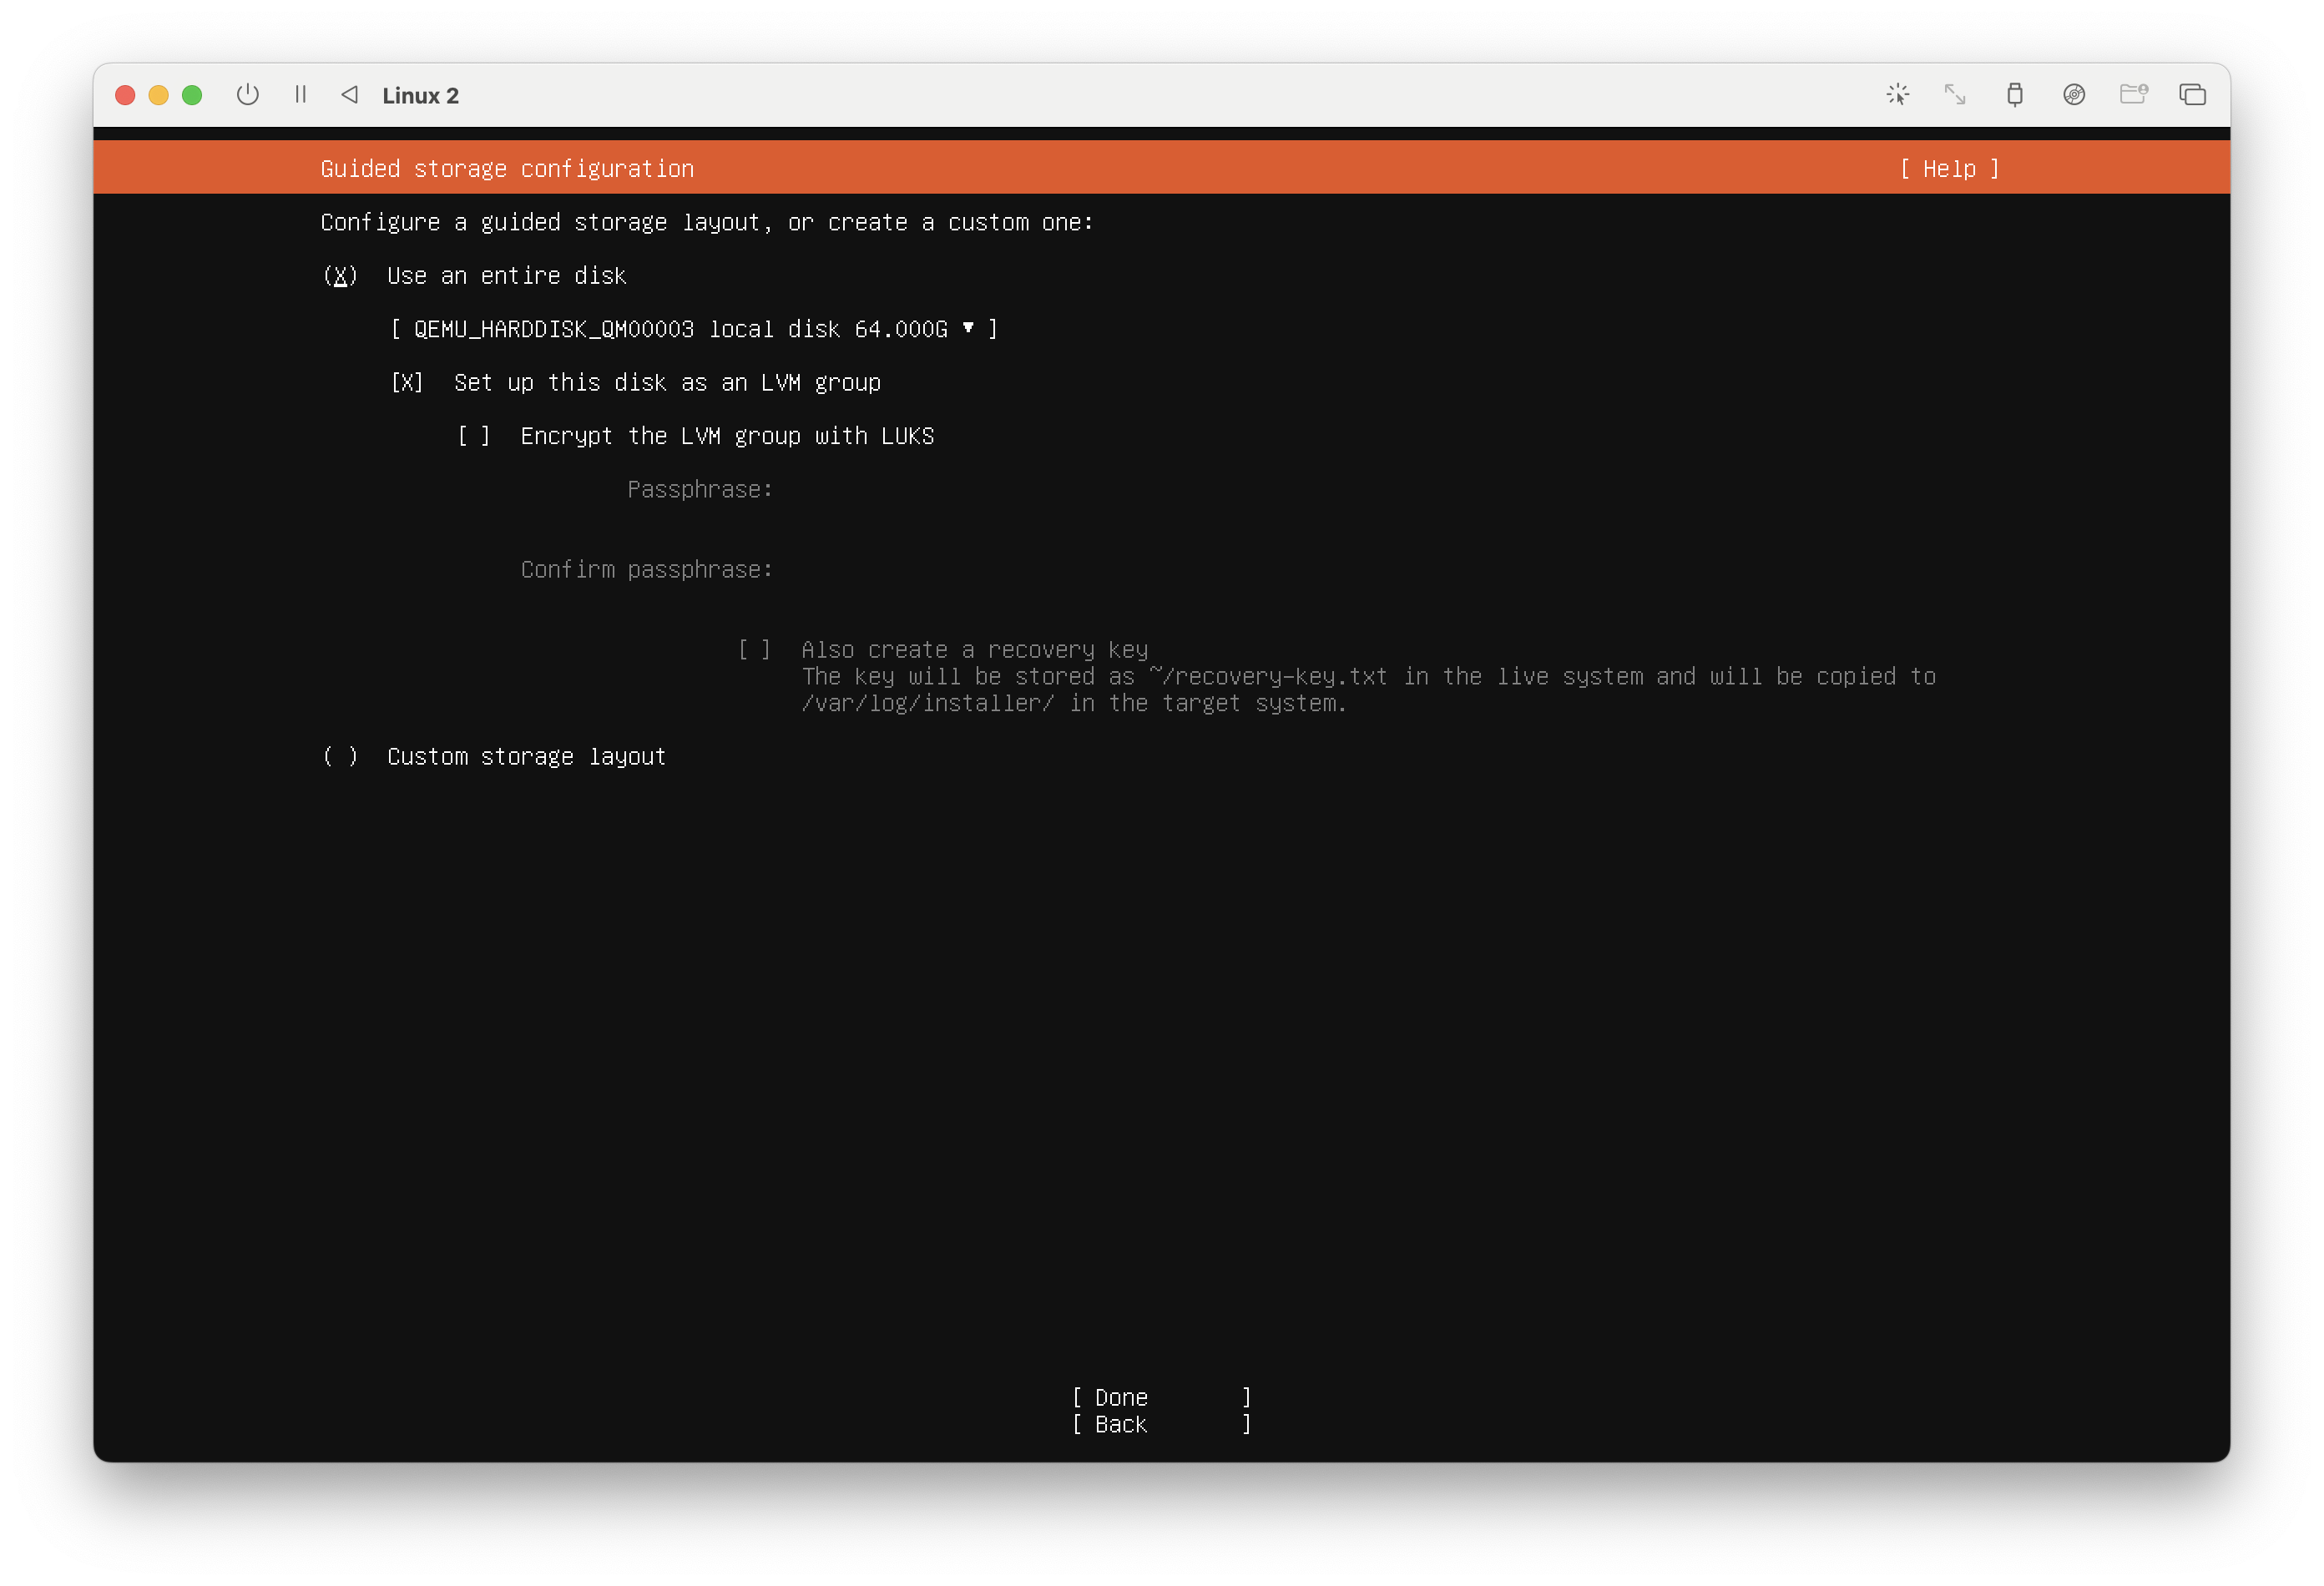 Linux 2
Guided storage configuration [ Help ]
Configure a guided storage layout, or create a custom one:
(X) Use an entire disk
[ QEMU_HARDDISK_QM00003 local disk 64.000G ▾ ]
[X] Set up this disk as an LVM group
[ ] Encrypt the LVM group with LUKS
Passphrase:
Confirm passphrase:
[ ] Also create a recovery key
The key will be stored as ~/recovery-key.txt in the live system and will be copied to
/var/log/installer/ in the target system.
( ) Custom storage layout
[ Done ]
[ Back ]